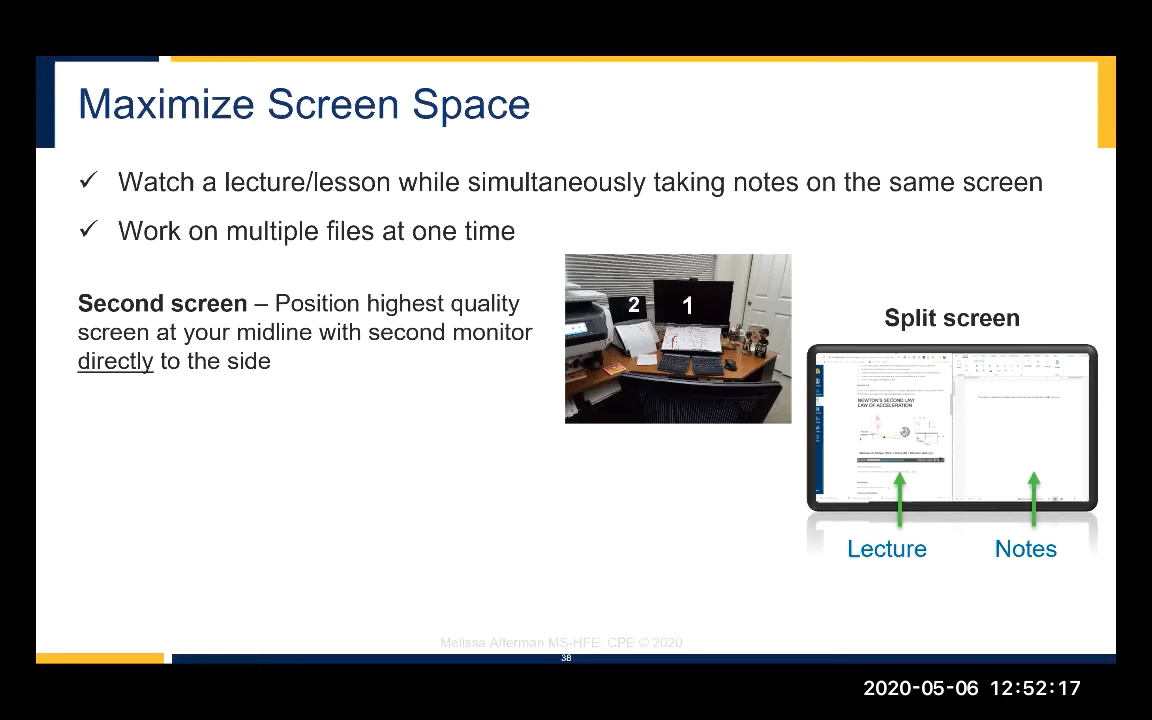 Maximize Screen Space
✓ Watch a lecture/lesson while simultaneously taking notes on the same screen
✓ Work on multiple files at one time
Second screen – Position highest quality
screen at your midline with second monitor
directly to the side
2
1
Split screen
NEWTON'S SECOND LAW
LAW OF ACCELERATION
Lecture
Notes
Melissa Afterman MS-HFE, CPE © 2020
38
2020-05-06 12:52:17